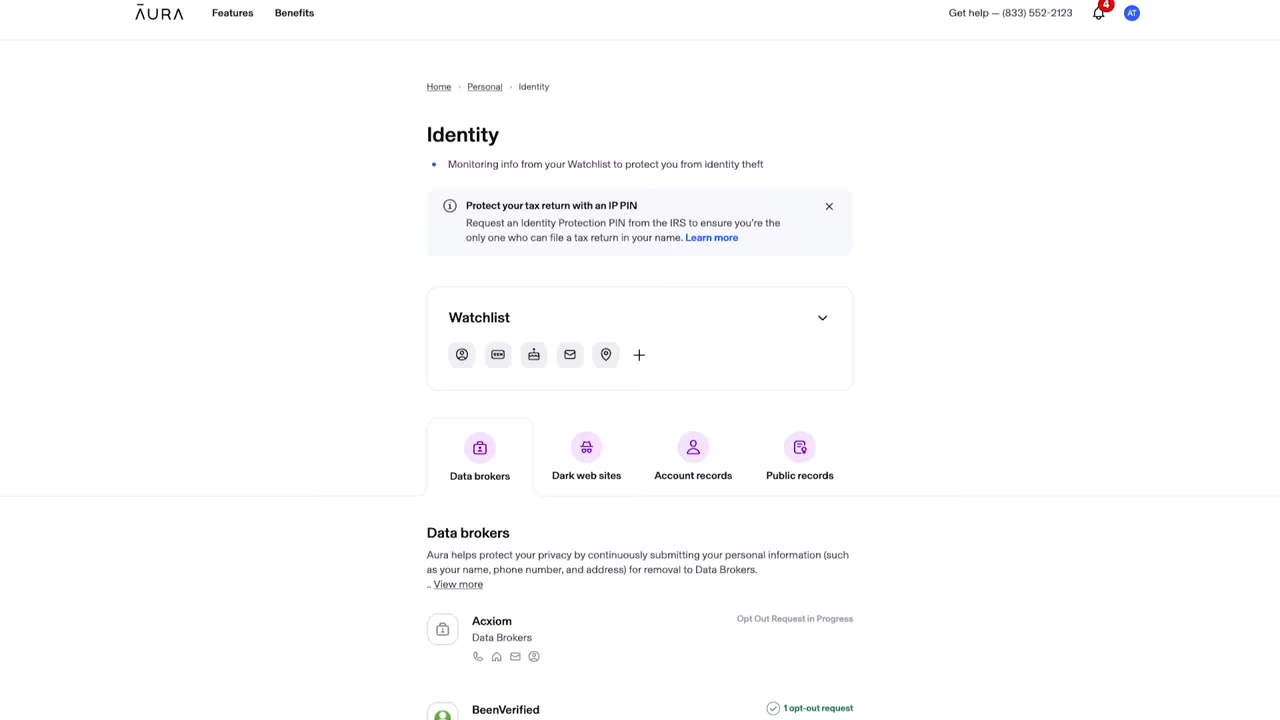 ĀURA Features Benefits Get help — (833) 552-2123 4 AT
Home · Personal · Identity
Identity
• Monitoring info from your Watchlist to protect you from identity theft
Protect your tax return with an IP PIN
Request an Identity Protection PIN from the IRS to ensure you're the
only one who can file a tax return in your name. Learn more
Watchlist
Data brokers Dark web sites Account records Public records
Data brokers
Aura helps protect your privacy by continuously submitting your personal information (such
as your name, phone number, and address) for removal to Data Brokers.
.. View more
Acxiom Opt Out Request in Progress
Data Brokers
BeenVerified 1 opt-out request